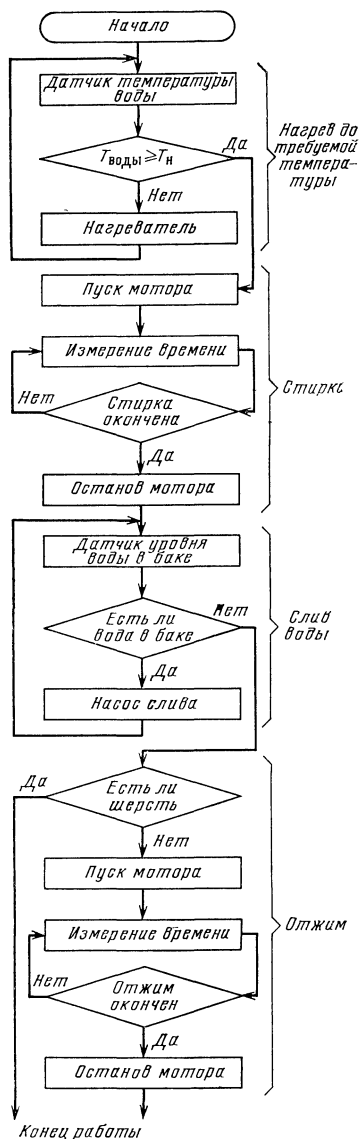 Начало
Датчик температуры
воды
Tводы ≥ Tн
Да
Нет
Нагреватель
Нагрев до
требуемой
темпера-
туры
Пуск мотора
Измерение времени
Нет
Стирка
окончена
Да
Останов мотора
Стирка
Датчик уровня
воды в баке
Есть ли
вода в баке
Нет
Да
Насос слива
Слив
воды
Да
Есть ли
шерсть
Нет
Пуск мотора
Измерение времени
Нет
Отжим
окончен
Да
Останов мотора
Отжим
Конец работы